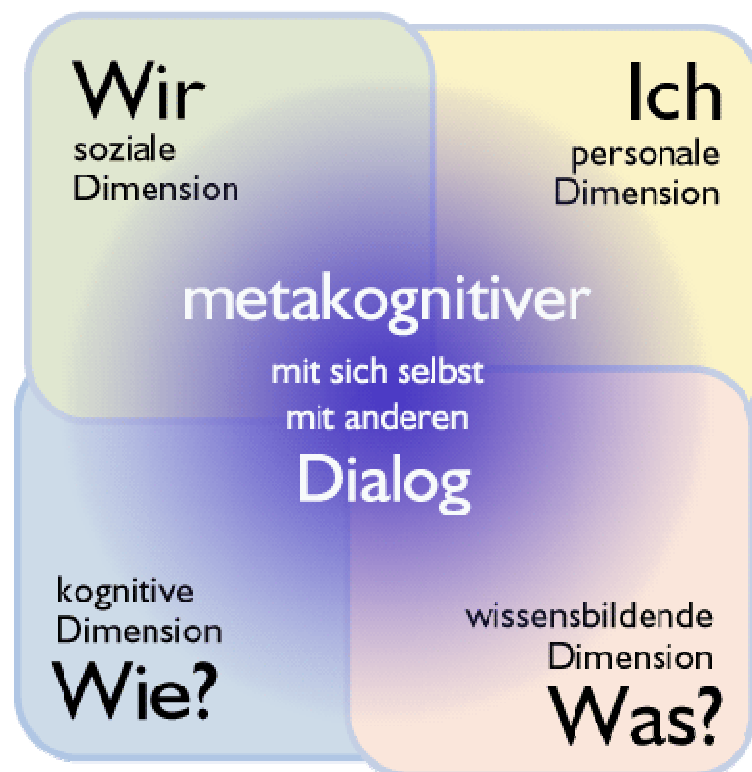 Wir
soziale
Dimension
Ich
personale
Dimension
metakognitiver
mit sich selbst
mit anderen
Dialog
kognitive
Dimension
Wie?
wissensbildende
Dimension
Was?